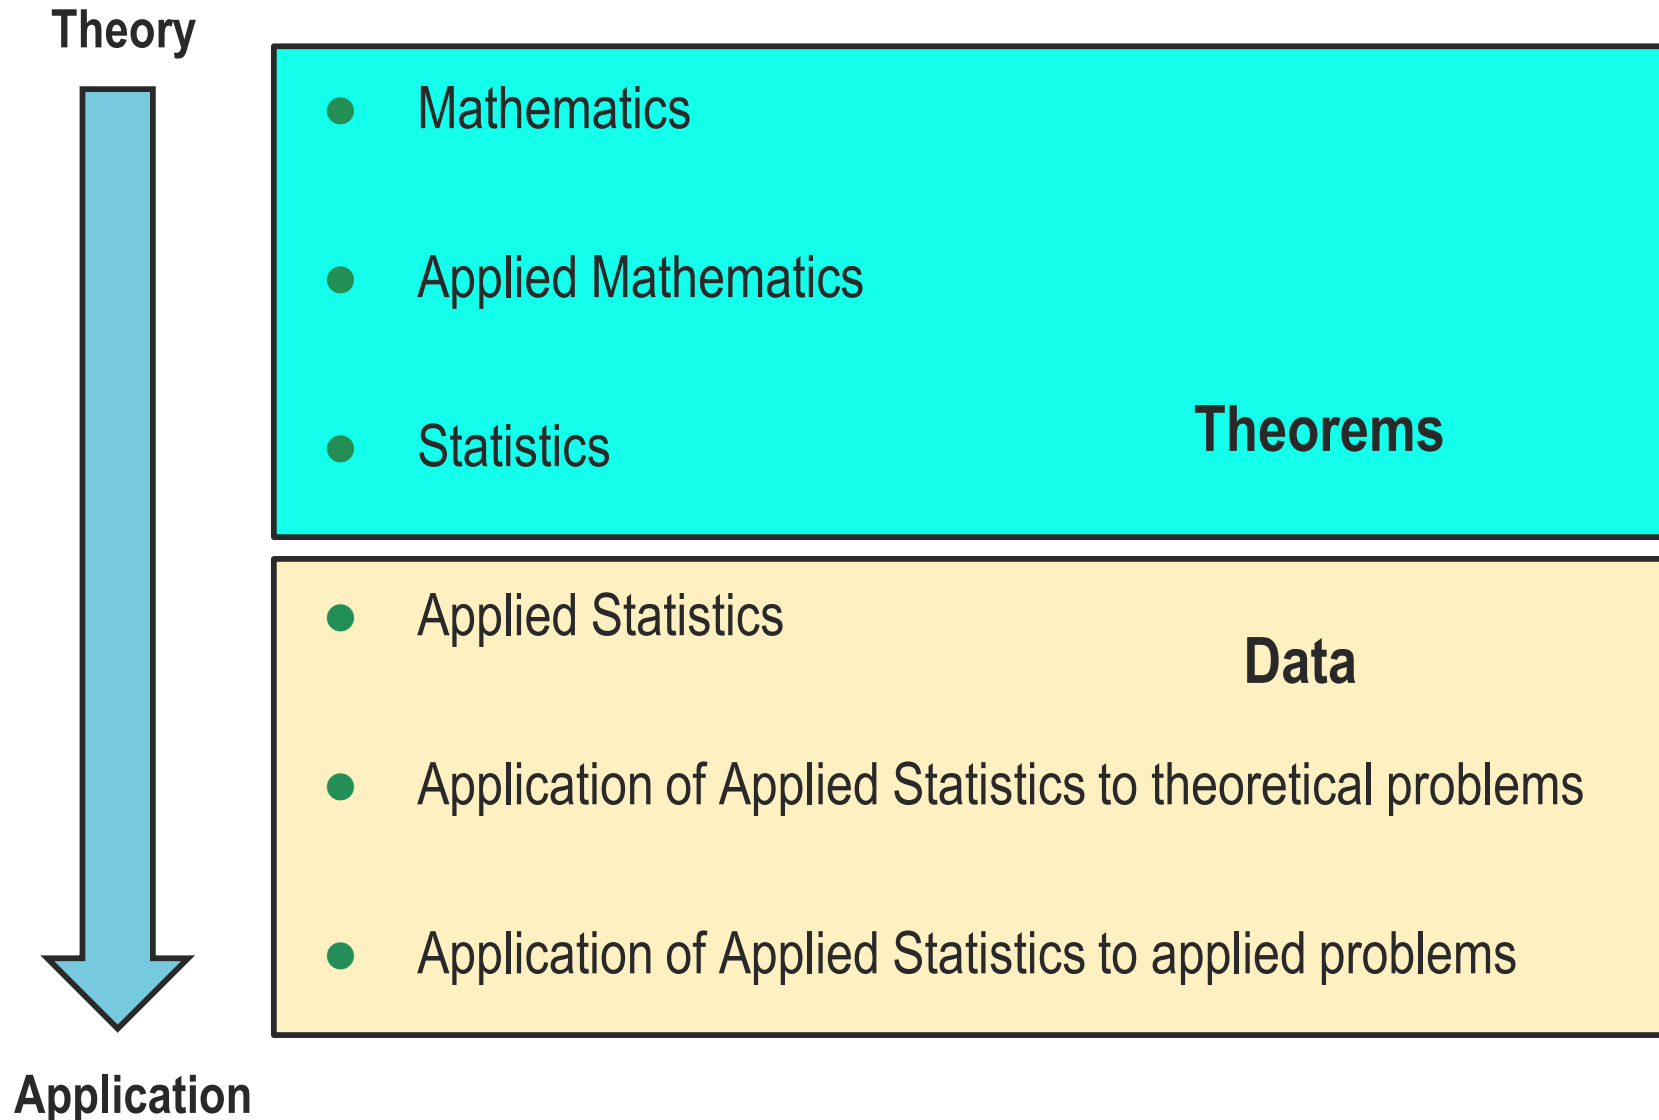 Theory
Mathematics
Applied Mathematics
Statistics
Theorems
Applied Statistics
Data
Application of Applied Statistics to theoretical problems
Application of Applied Statistics to applied problems
Application